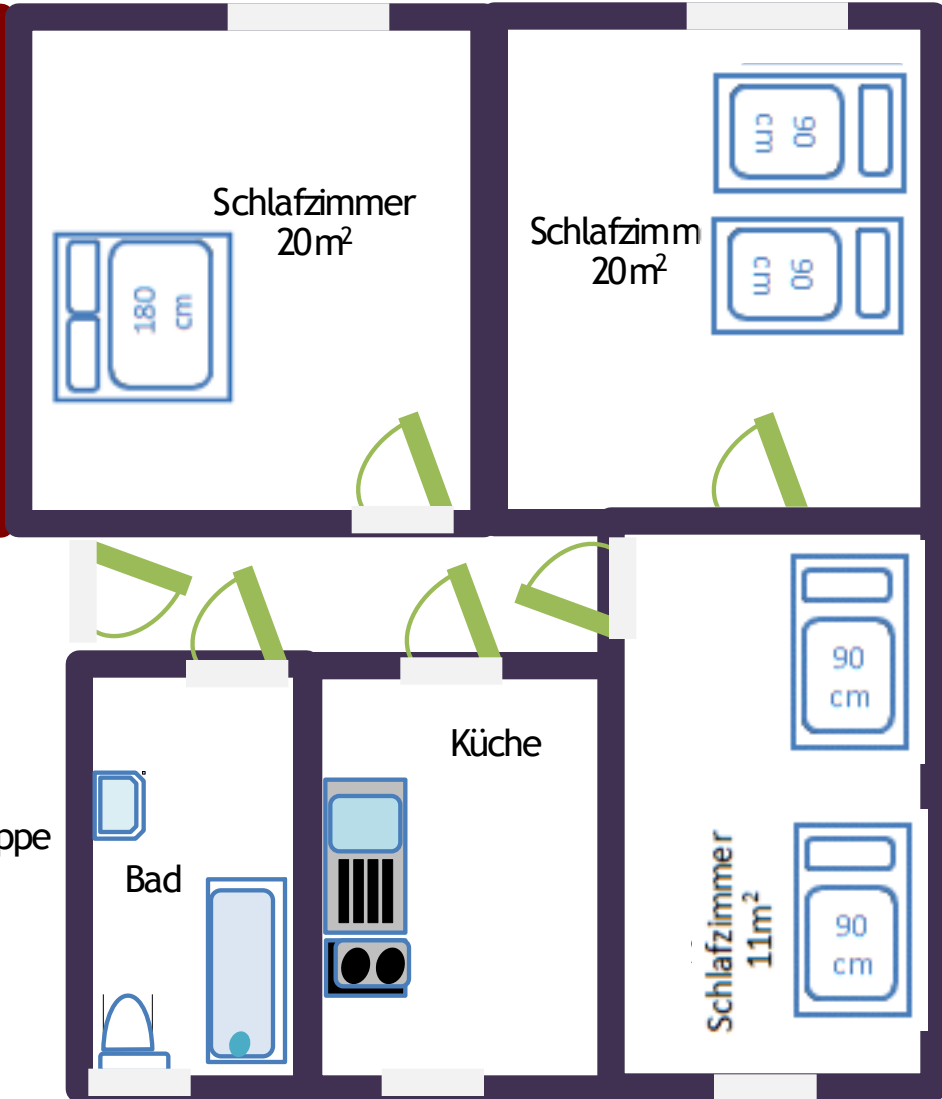 Schlafzimmer
20m²
180
cm
Schlafzimm
20m²
90
cm
90
cm
90
cm
Küche
ppe
Bad
Schlafzimmer
11m²
90
cm